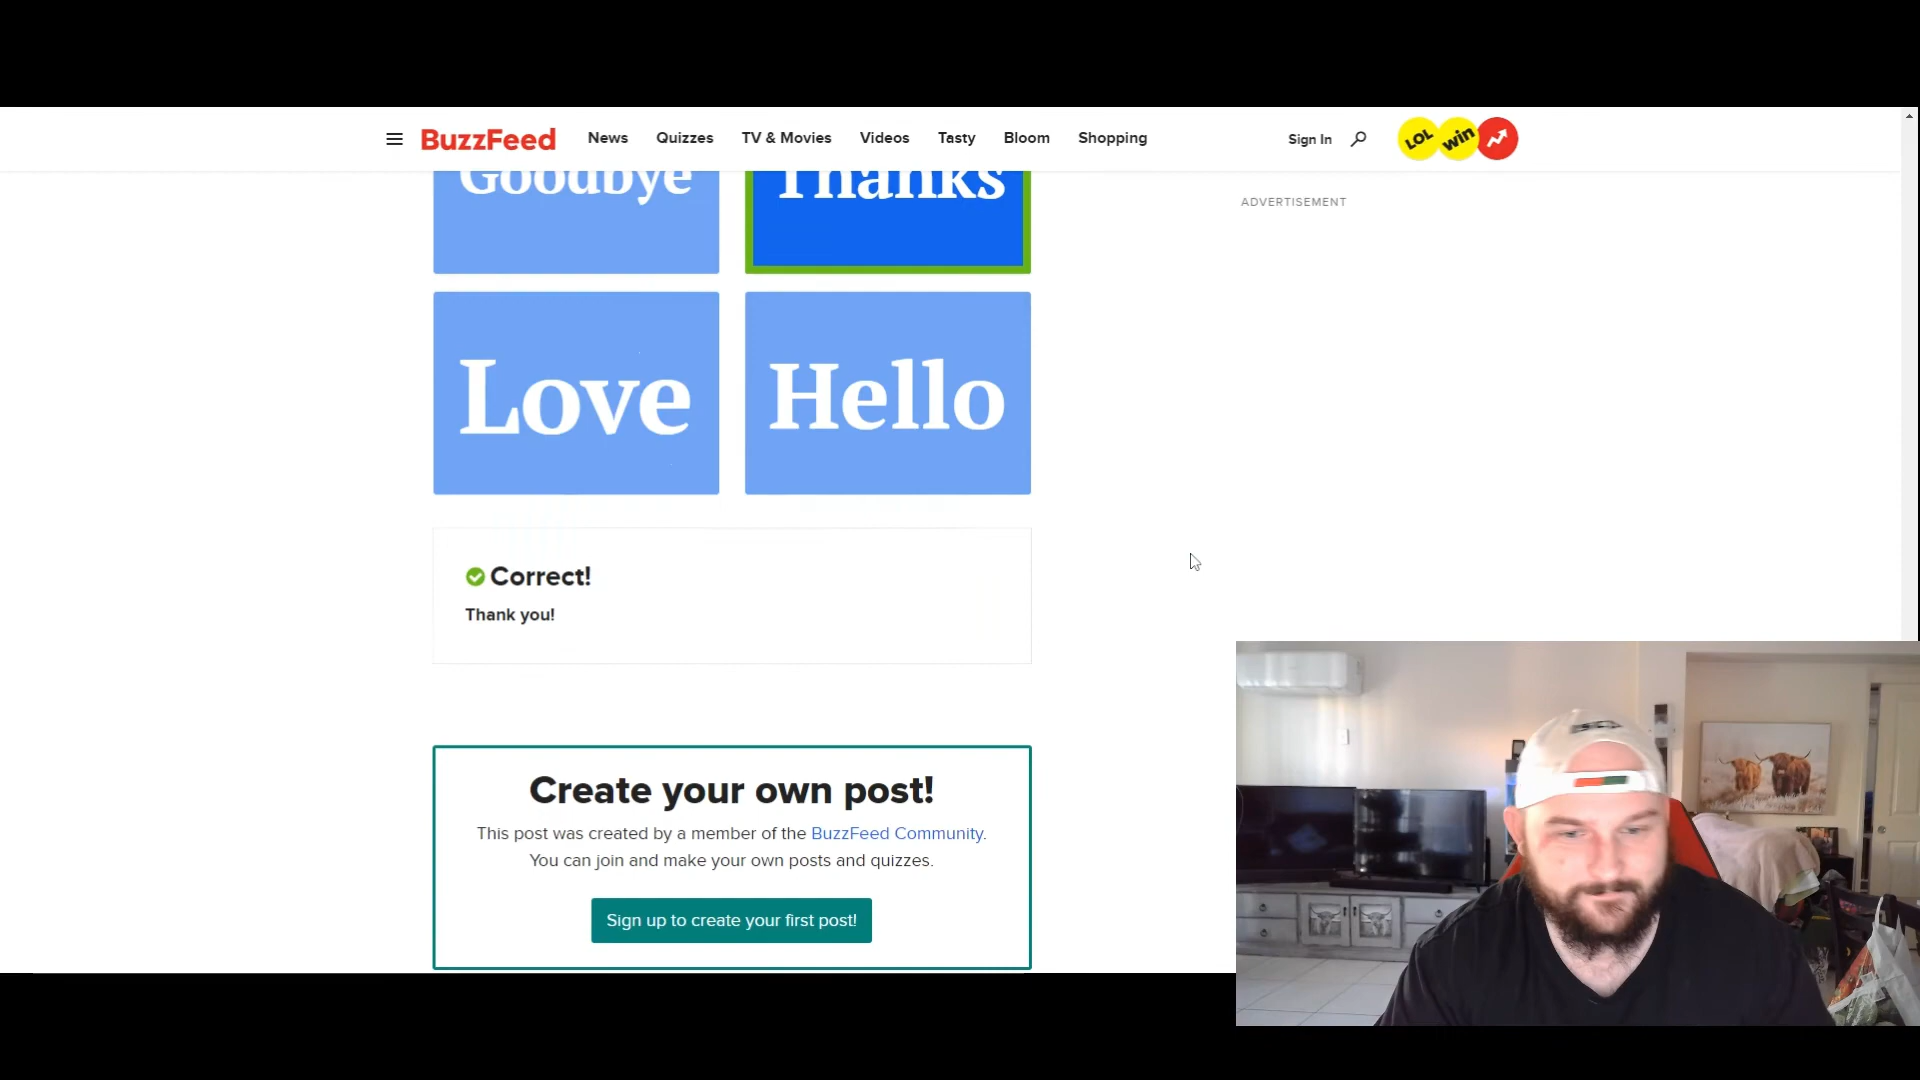 BuzzFeed
News
Quizzes
TV & Movies
Videos
Tasty
Bloom
Shopping
Sign In
LOL
win
Goodbye
Thanks
ADVERTISEMENT
Love
Hello
Correct!
Thank you!
Create your own post!
This post was created by a member of the BuzzFeed Community.
You can join and make your own posts and quizzes.
Sign up to create your first post!